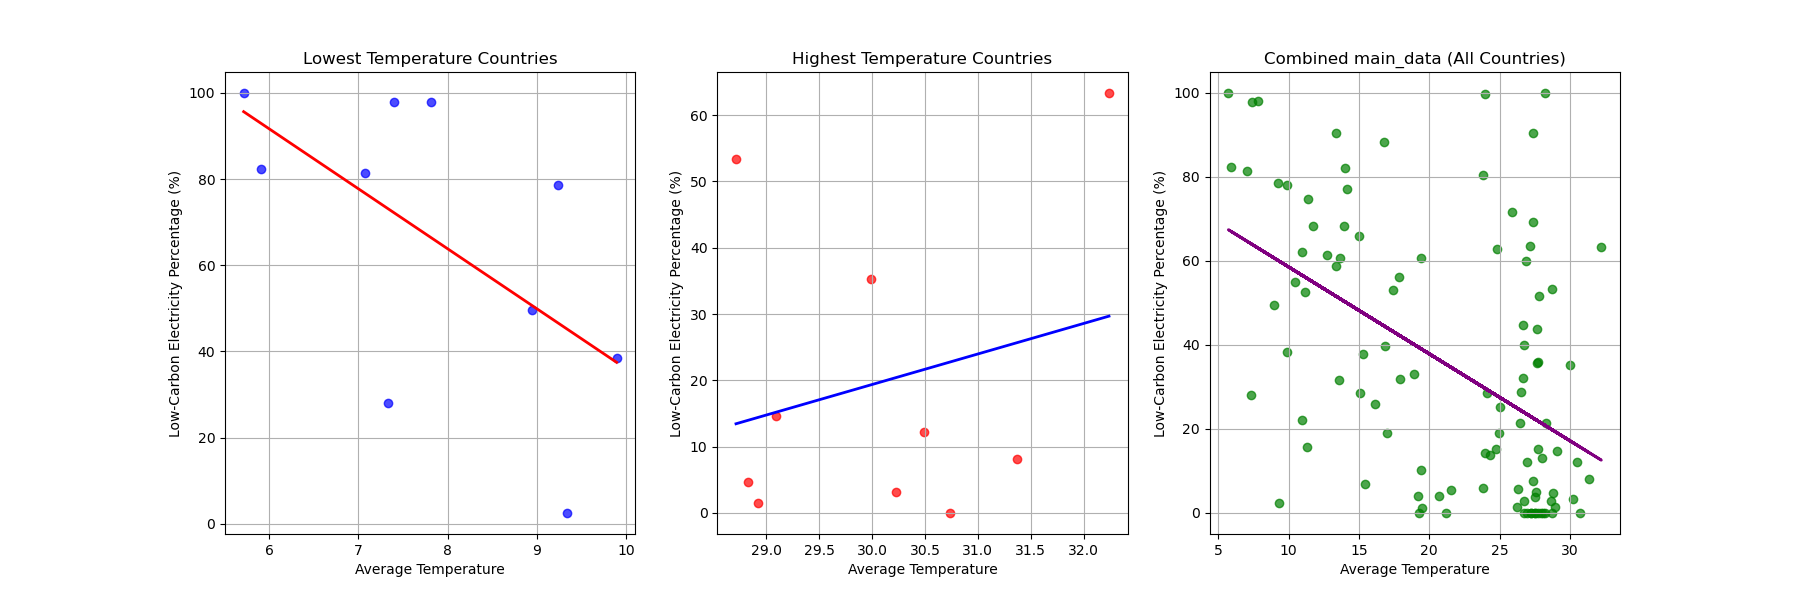 Lowest Temperature Countries
Low-Carbon Electricity Percentage (%)
100
80
60
40
20
0
6 7 8 9 10
Average Temperature
Highest Temperature Countries
Low-Carbon Electricity Percentage (%)
60
50
40
30
20
10
0
29.0 29.5 30.0 30.5 31.0 31.5 32.0
Average Temperature
Combined main_data (All Countries)
Low-Carbon Electricity Percentage (%)
100
80
60
40
20
0
5 10 15 20 25 30
Average Temperature